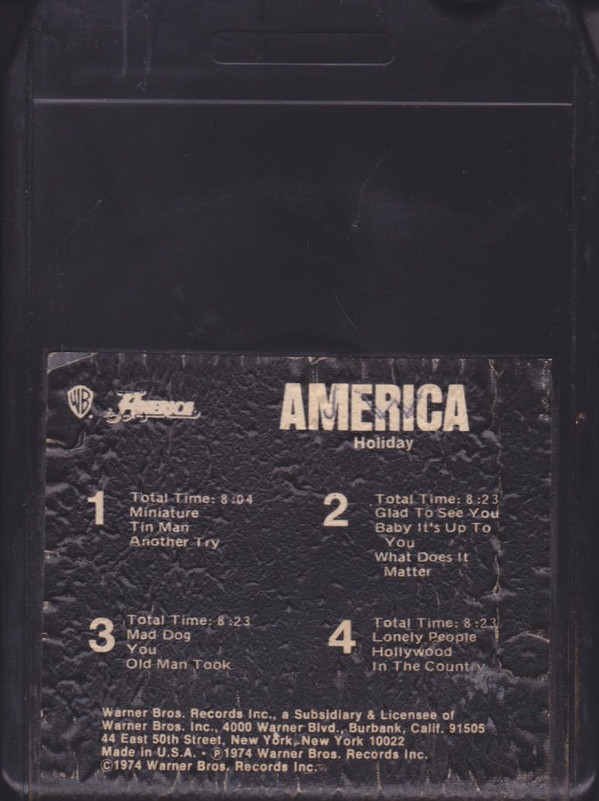 WB
AMERICA
AMERICA
Holiday
1
Total Time: 8:04
Miniature
Tin Man
Another Try
2
Total Time: 8:23
Glad To See You
Baby It's Up To
You
What Does It
Matter
3
Total Time: 8:23
Mad Dog
You
Old Man Took
4
Total Time: 8:23
Lonely People
Hollywood
In The Country
Warner Bros. Records Inc., a Subsidiary & Licensee of
Warner Bros. Inc., 4000 Warner Blvd., Burbank, Calif. 91505
44 East 50th Street, New York, New York 10022
Made in U.S.A. • ℗1974 Warner Bros. Records Inc.
©1974 Warner Bros. Records Inc.